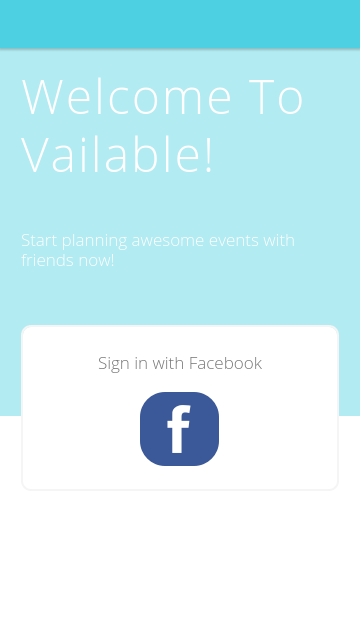 Welcome To
Vailable!
Start planning awesome events with
friends now!
Sign in with Facebook
f